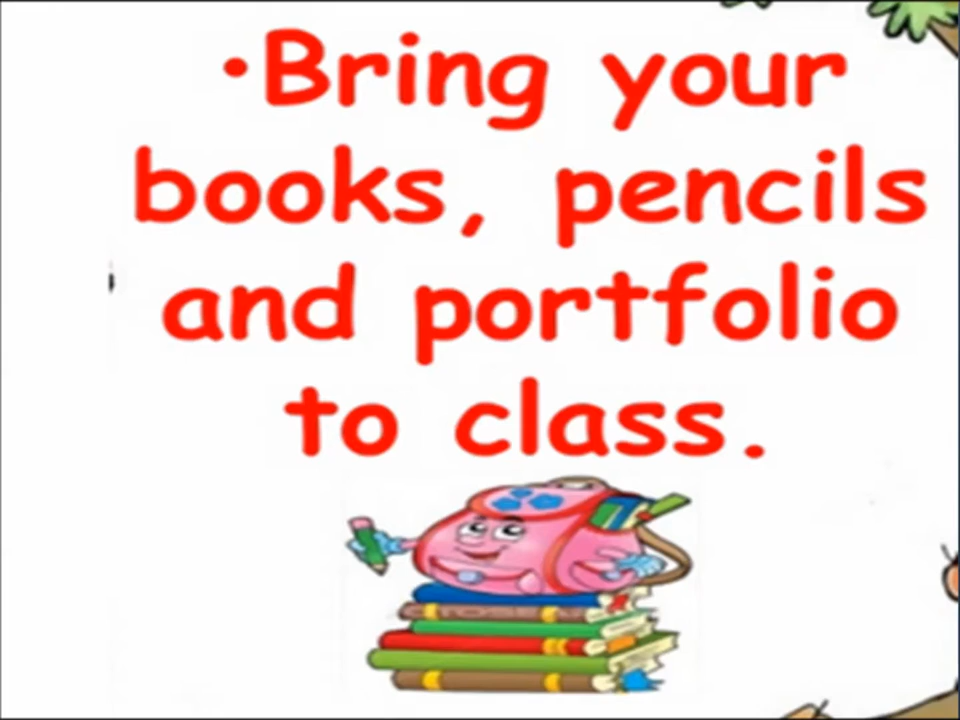 •Bring your
books, pencils
and portfolio
to class.